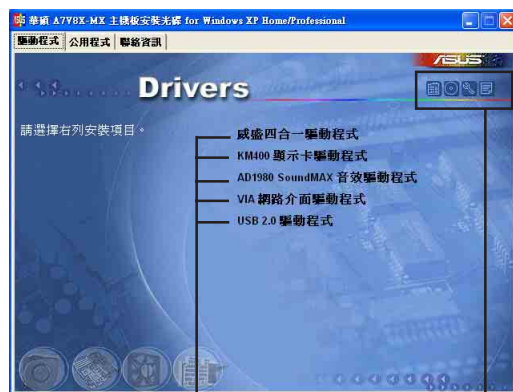 華碩 A7V8X-MX 主機板安裝光碟 for Windows XP Home/Professional
驅動程式 公用程式 聯絡資訊
ASUS
Drivers
請選擇右列安裝項目。
威盛四合一驅動程式
KM400 顯示卡驅動程式
AD1980 SoundMAX 音效驅動程式
VIA 網路介面驅動程式
USB 2.0 驅動程式